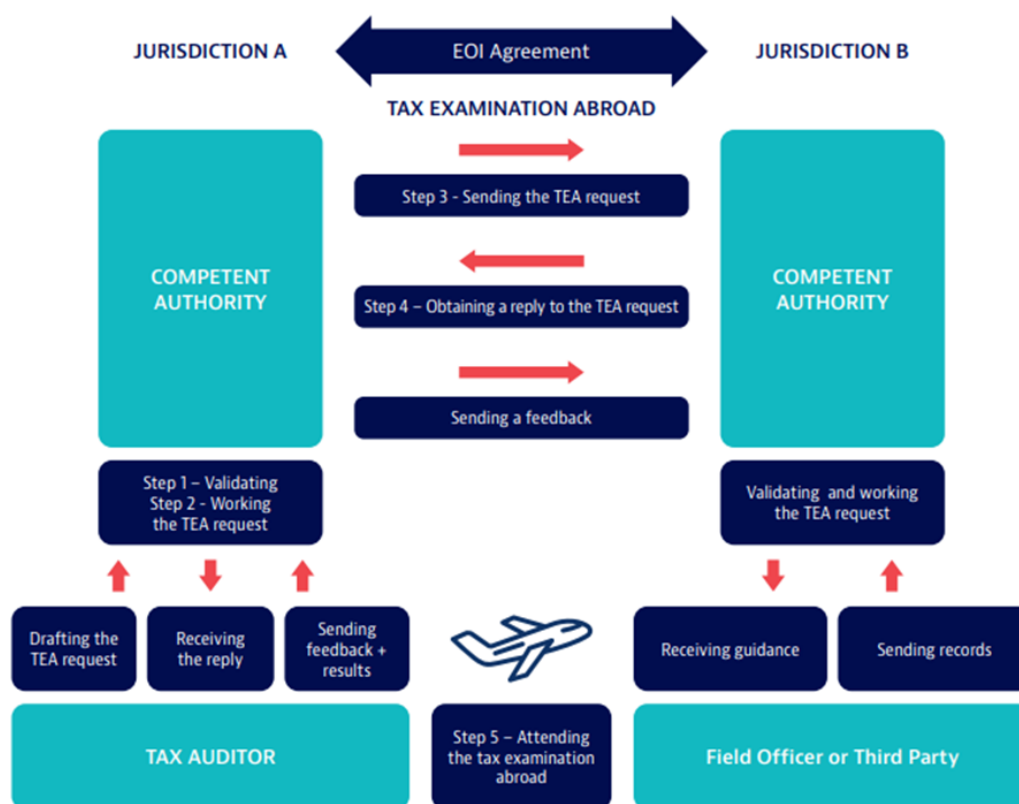 JURISDICTION A
EOI Agreement
JURISDICTION B
TAX EXAMINATION ABROAD
COMPETENT
AUTHORITY
Step 3 - Sending the TEA request
Step 4 – Obtaining a reply to the TEA request
Sending a feedback
COMPETENT
AUTHORITY
Step 1 – Validating
Step 2 - Working
the TEA request
Validating and working
the TEA request
Drafting the
TEA request
Receiving
the reply
Sending
feedback +
results
Receiving guidance
Sending records
TAX AUDITOR
Step 5 – Attending
the tax examination
abroad
Field Officer or Third Party